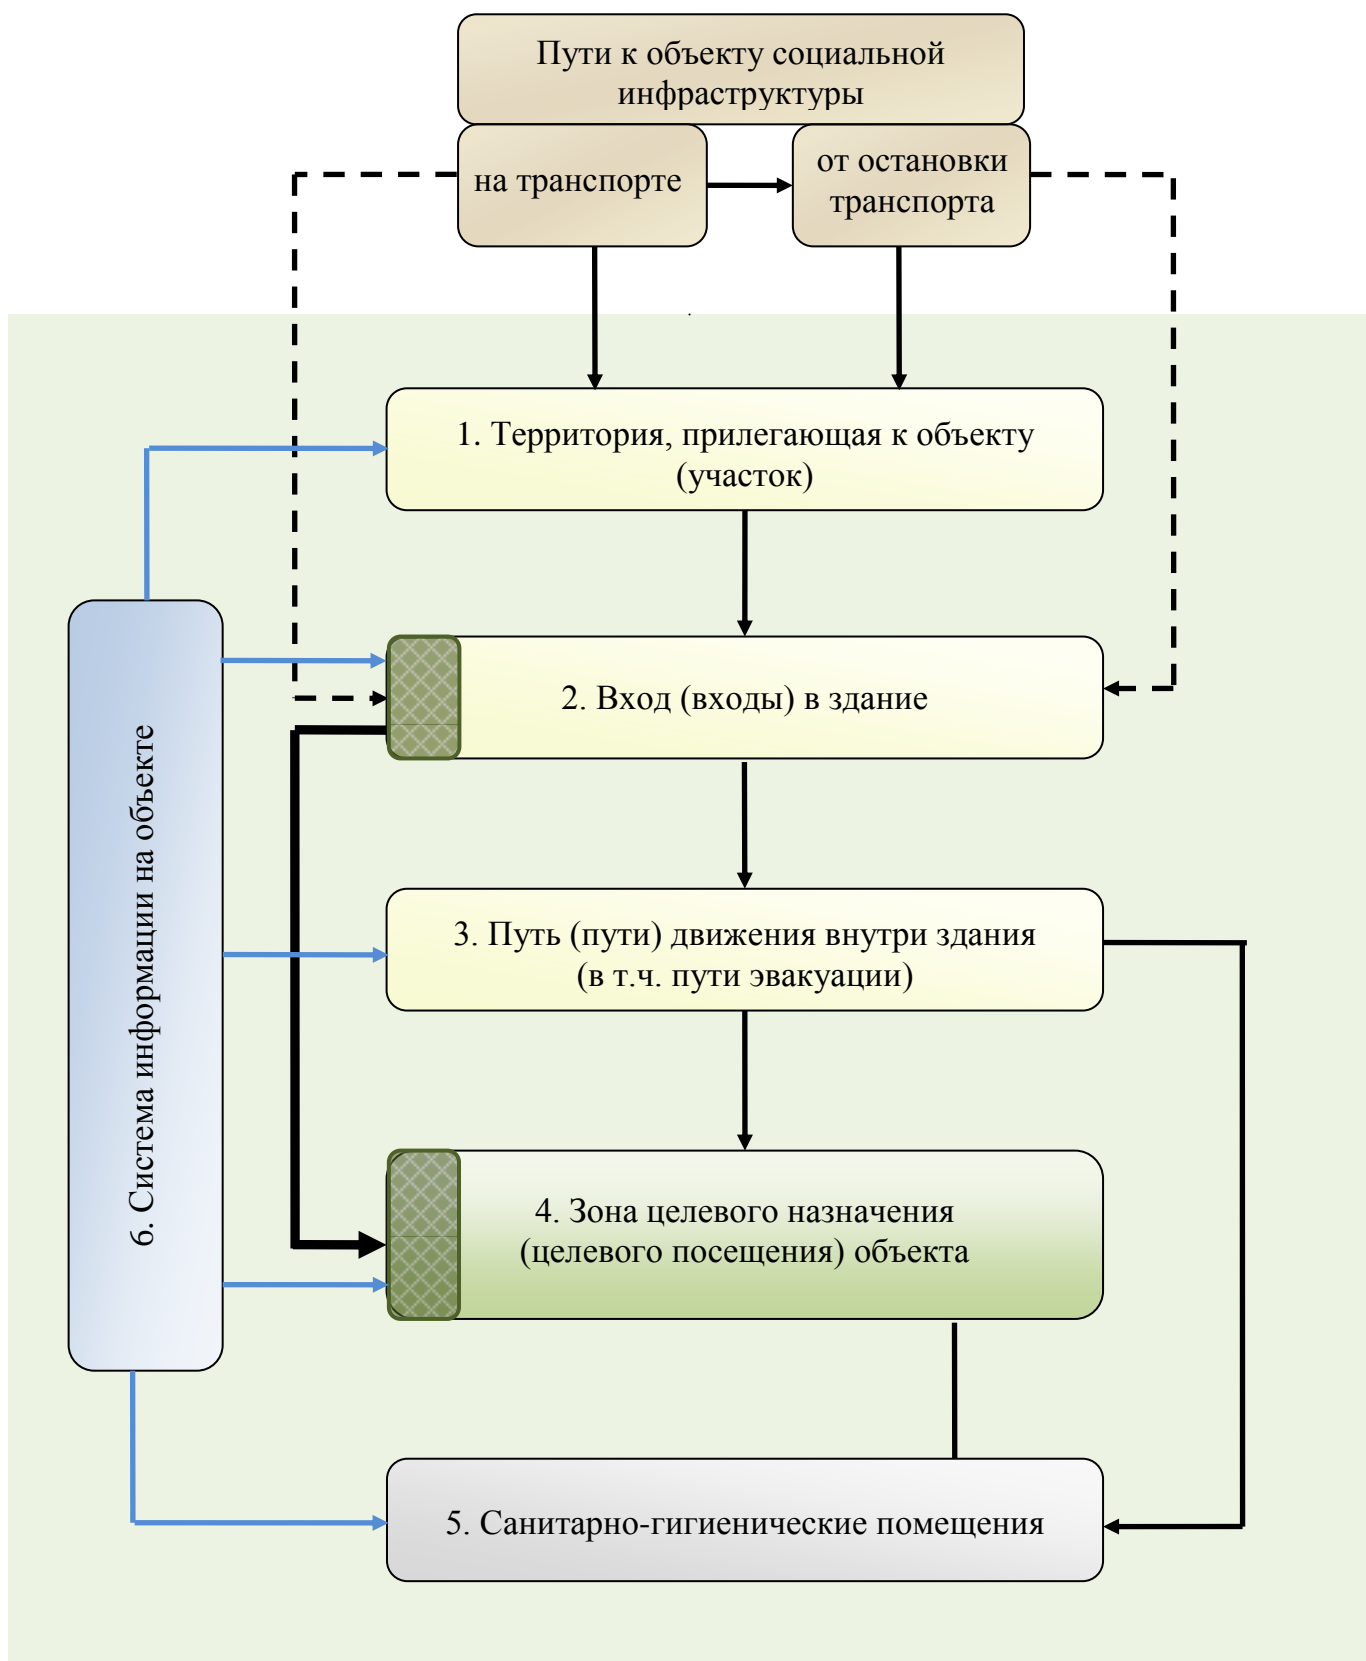 Пути к объекту социальной
инфраструктуры
на транспорте
от остановки
транспорта
1. Территория, прилегающая к объекту
(участок)
2. Вход (входы) в здание
3. Путь (пути) движения внутри здания
(в т.ч. пути эвакуации)
4. Зона целевого назначения
(целевого посещения) объекта
5. Санитарно-гигиенические помещения
6. Система информации на объекте